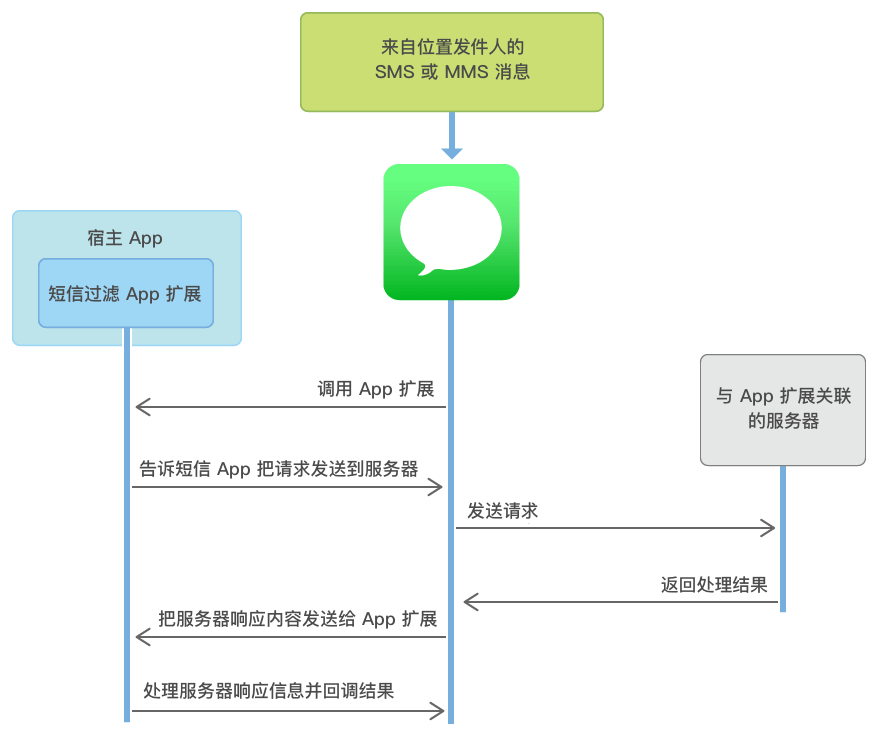 来自位置发件人的
SMS 或 MMS 消息
宿主 App
短信过滤 App 扩展
与 App 扩展关联
的服务器
调用 App 扩展
告诉短信 App 把请求发送到服务器
发送请求
返回处理结果
把服务器响应内容发送给 App 扩展
处理服务器响应信息并回调结果